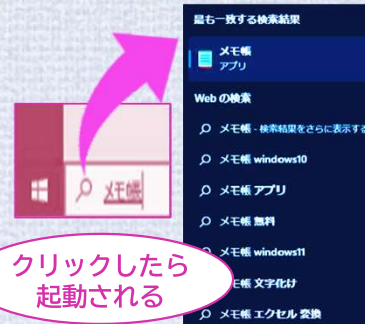 最も一致する検索結果
メモ帳
アプリ
Web の検索
メモ帳 - 検索結果をさらに表示する
メモ帳 windows10
メモ帳 アプリ
メモ帳 無料
メモ帳 windows11
モ帳 文字化け
メモ帳 エクセル 変換
メモ帳
クリックしたら
起動される